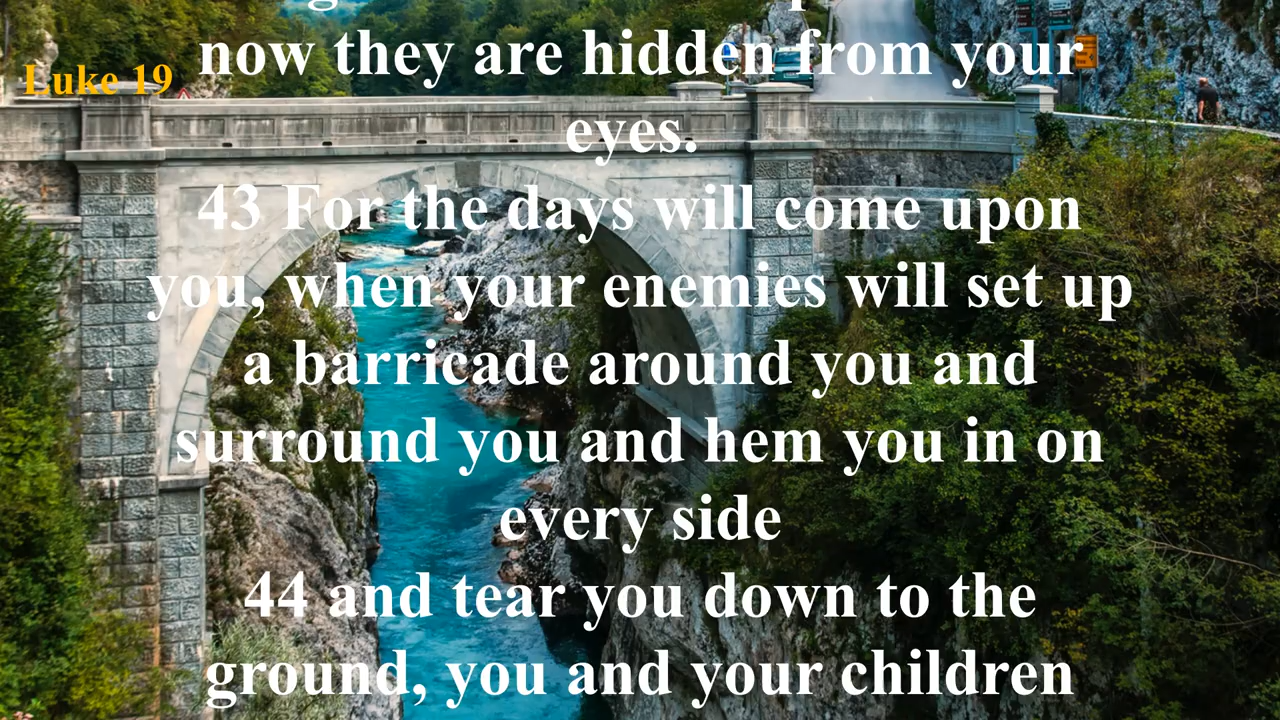 now they are hidden from your
Luke 19
eyes.
43 For the days will come upon
you, when your enemies will set up
a barricade around you and
surround you and hem you in on
every side
44 and tear you down to the
ground, you and your children